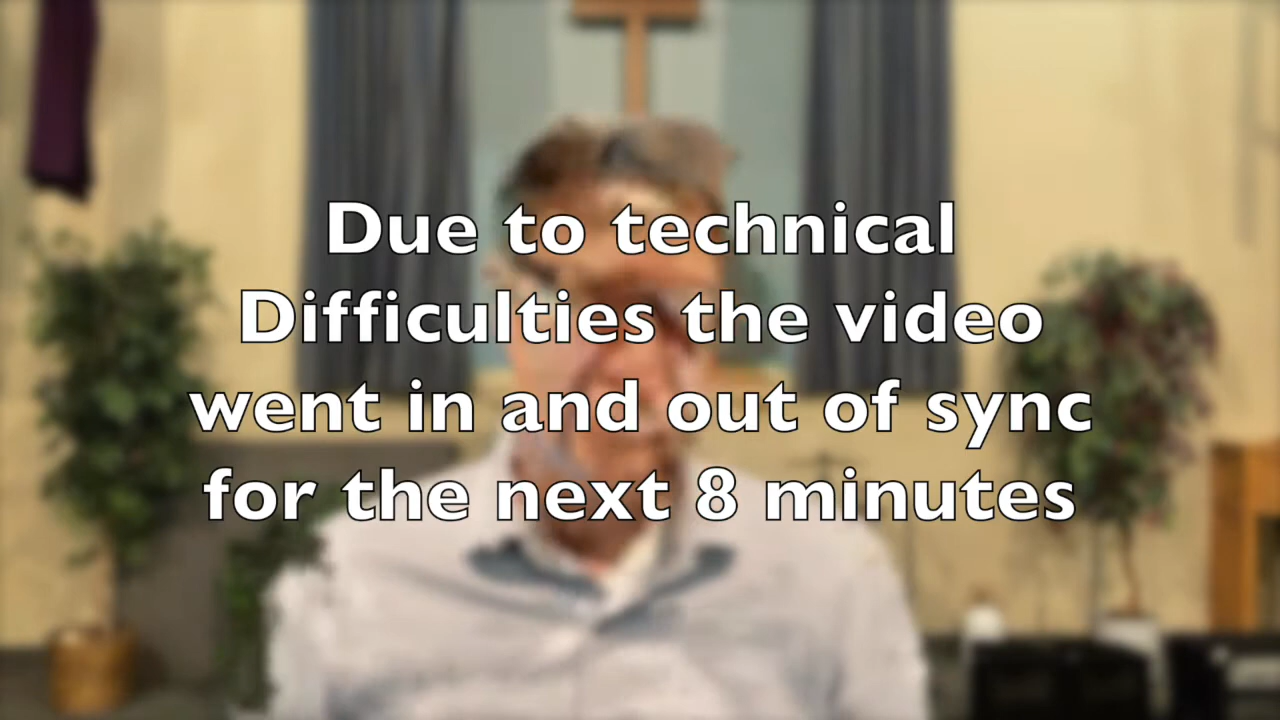 Due to technical
Difficulties the video
went in and out of sync
for the next 8 minutes